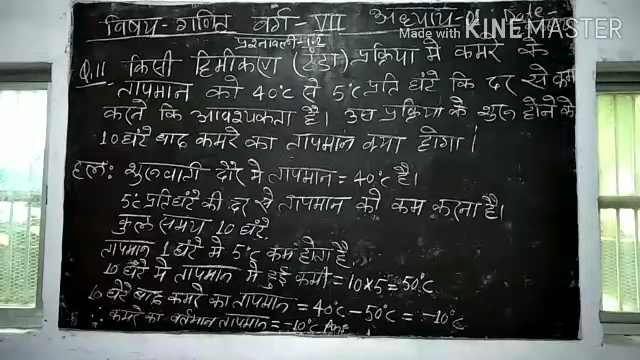 विषय-गणित वर्ग-VII अध्याय-1
Made with KINEMASTER
प्रश्नावली-1.2
Q.11 किसी हिमीकरण (ठंडा) प्रक्रिया में कमरे के
तापमान को 40°C से 5°C प्रति घंटे कि दर से कम
करने कि आवश्यकता है। इस प्रक्रिया के शुरू होने के
10 घंटे बाद कमरे का तापमान क्या होगा।
हल: शुरुवाती दौर में तापमान = 40°C है।
5°C प्रतिघंटे की दर से तापमान को कम करना है।
कुल समय 10 घंटे
तापमान 1 घंटे में 5°C कम होता है
10 घंटे में तापमान में हुई कमी = 10×5=50°C
10 घंटे बाद कमरे का तापमान = 40°C - 50°C = -10°C
∴ कमरे का वर्तमान तापमान = -10°C Ans